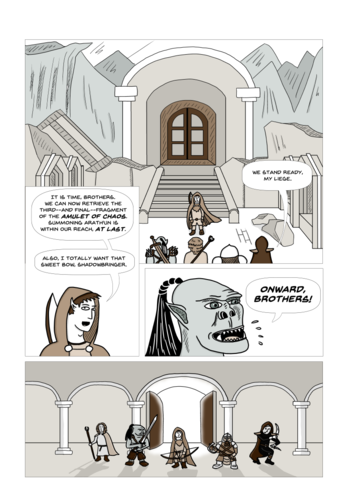 IT IS TIME, BROTHERS.
WE CAN NOW RETRIEVE THE
THIRD--AND FINAL--FRAGMENT
OF THE AMULET OF CHAOS.
SUMMONING ARATHUN IS
WITHIN OUR REACH, AT LAST.
ALSO, I TOTALLY WANT THAT
SWEET BOW, SHADOWBRINGER.
WE STAND READY,
MY LIEGE.
ONWARD,
BROTHERS!